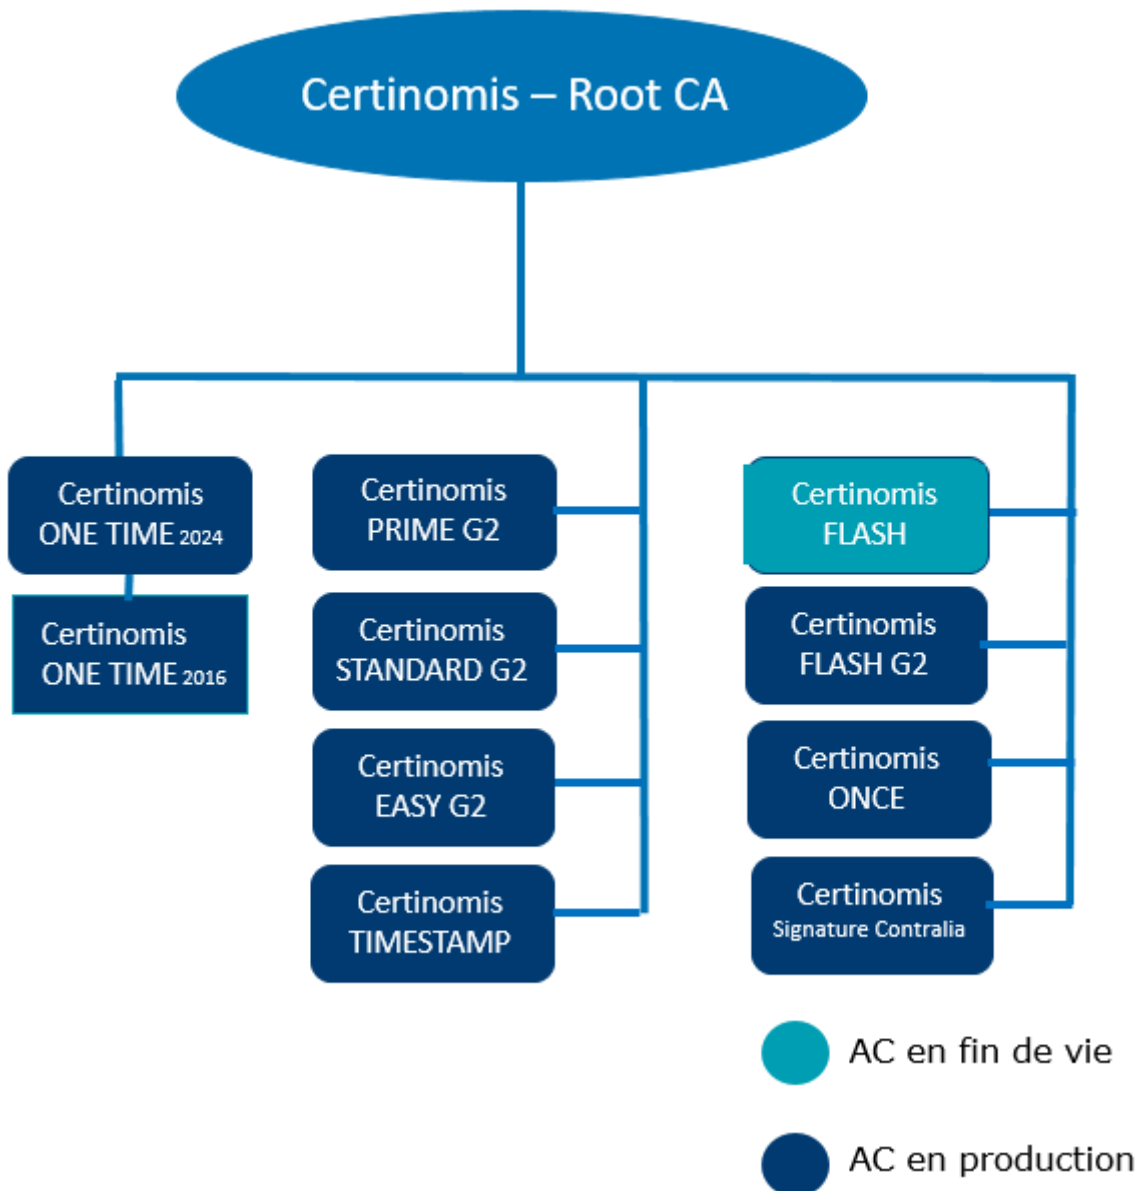 Certinomis – Root CA
Certinomis
ONE TIME 2024
Certinomis
ONE TIME 2016
Certinomis
PRIME G2
Certinomis
STANDARD G2
Certinomis
EASY G2
Certinomis
TIMESTAMP
Certinomis
FLASH
Certinomis
FLASH G2
Certinomis
ONCE
Certinomis
Signature Contralia
AC en fin de vie
AC en production